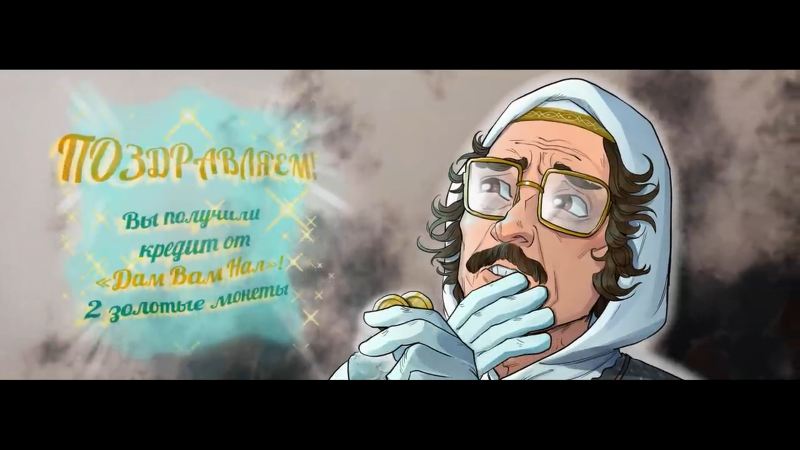 ПОЗДРАВЛЯЕМ!
Вы получили
кредит от
«Дам Вам Нал»!
2 золотые монеты